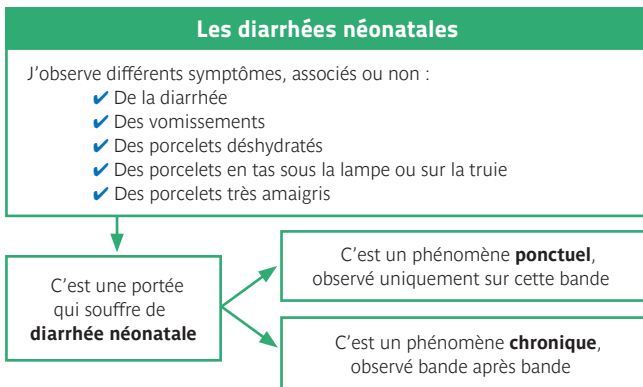 Les diarrhées néonatales
J'observe différents symptômes, associés ou non :
✔ De la diarrhée
✔ Des vomissements
✔ Des porcelets déshydratés
✔ Des porcelets en tas sous la lampe ou sur la truie
✔ Des porcelets très amaigris
C'est une portée
qui souffre de
diarrhée néonatale
C'est un phénomène ponctuel,
observé uniquement sur cette bande
C'est un phénomène chronique,
observé bande après bande